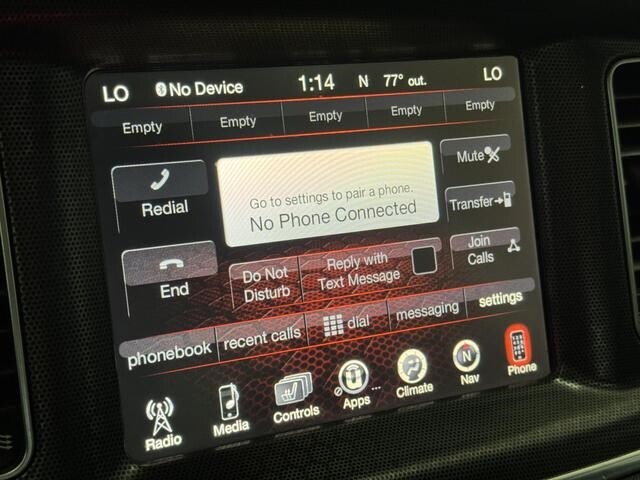 LO No Device 1:14 N 77° out. LO
Empty Empty Empty Empty Empty
Redial
Go to settings to pair a phone.
No Phone Connected
Mute
Transfer
End
Do Not
Disturb
Reply with
Text Message
Join
Calls
phonebook recent calls dial messaging settings
Radio Media Controls Apps ... Climate Nav Phone